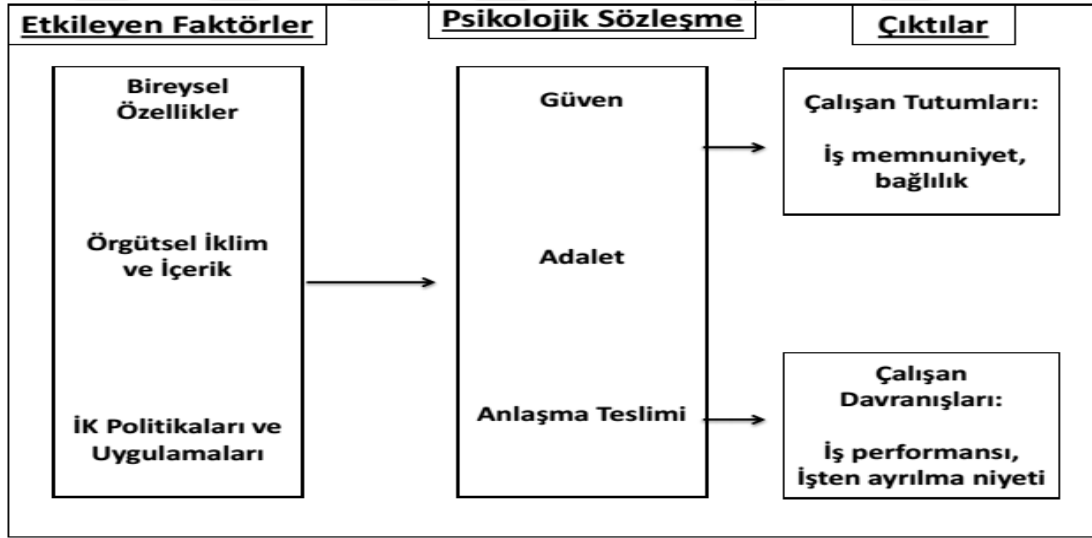 Etkileyen Faktörler
Psikolojik Sözleşme
Çıktılar
Bireysel
Özellikler
Örgütsel İklim
ve İçerik
İK Politikaları ve
Uygulamaları
Güven
Adalet
Anlaşma Teslimi
Çalışan Tutumları:
İş memnuniyet,
bağlılık
Çalışan
Davranışları:
İş performansı,
İşten ayrılma niyeti